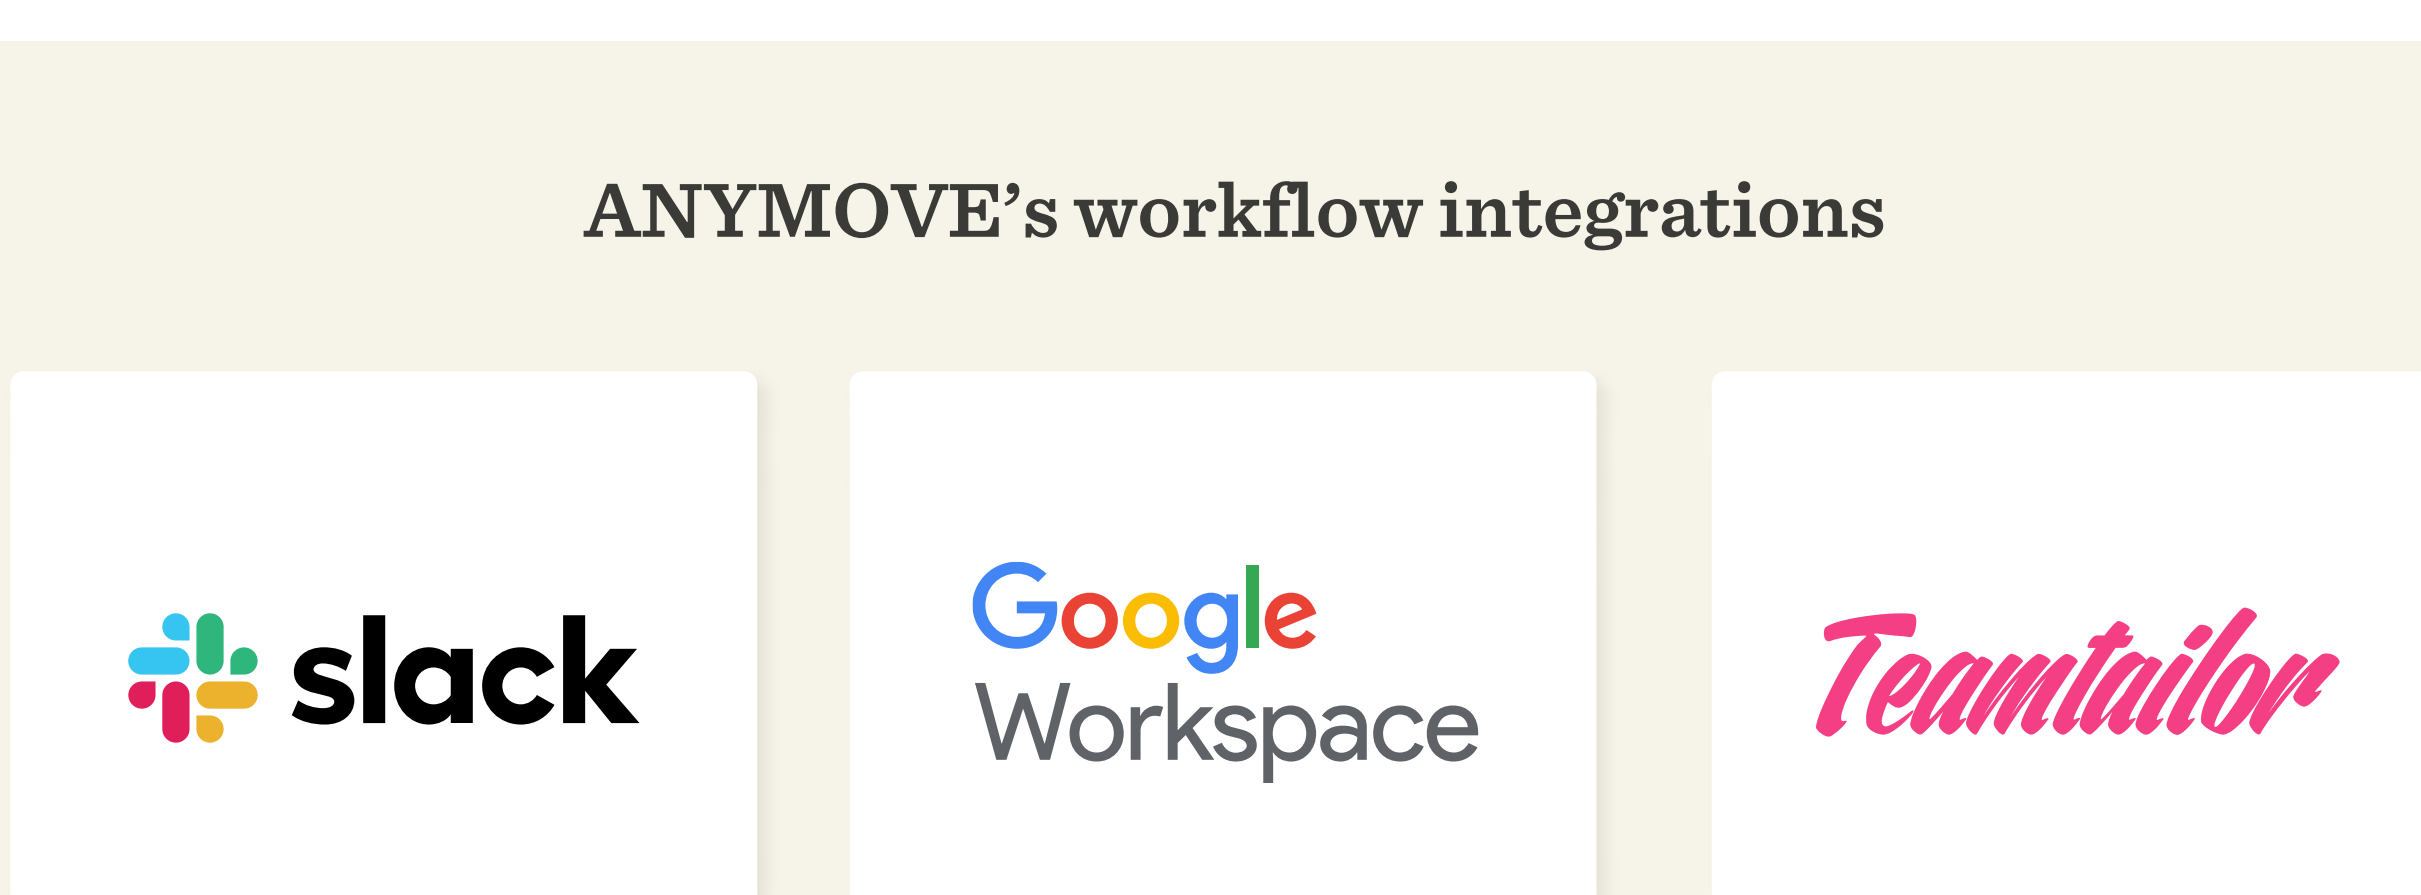 ANYMOVE’s workflow integrations
slack
Google
Workspace
Teamtailor